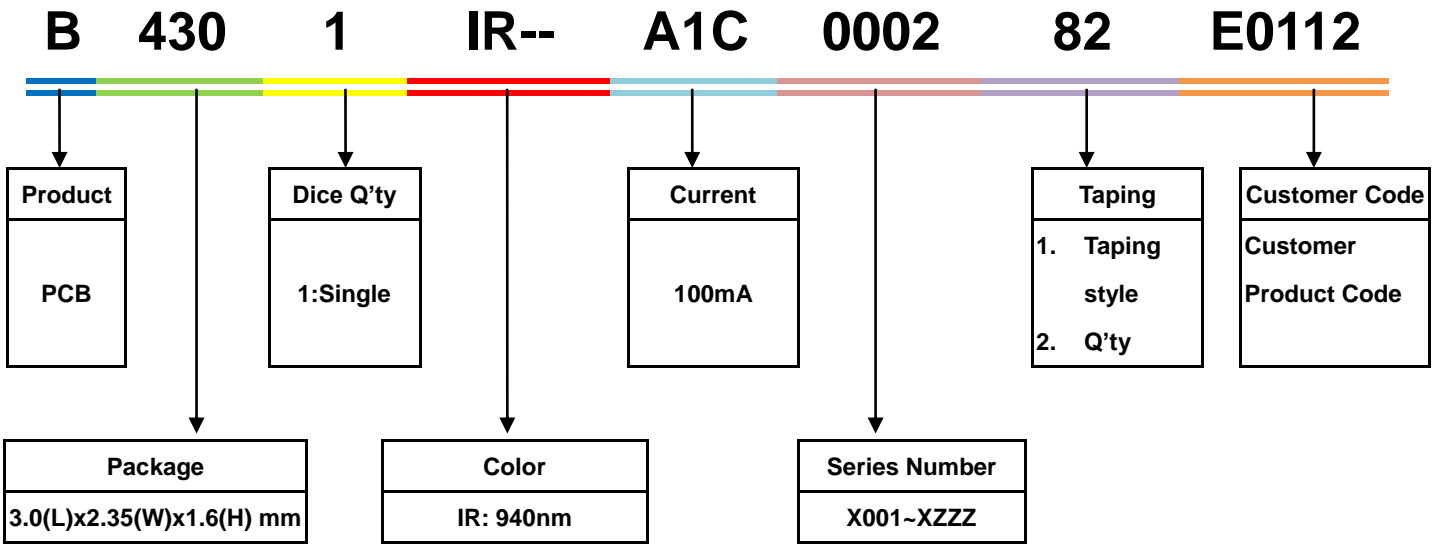 B 430 1 IR-- A1C 0002 82 E0112
Product
PCB
Dice Q’ty
1:Single
Current
100mA
Taping
1. Taping
style
2. Q’ty
Customer Code
Customer
Product Code
Package
3.0(L)x2.35(W)x1.6(H) mm
Color
IR: 940nm
Series Number
X001~XZZZ